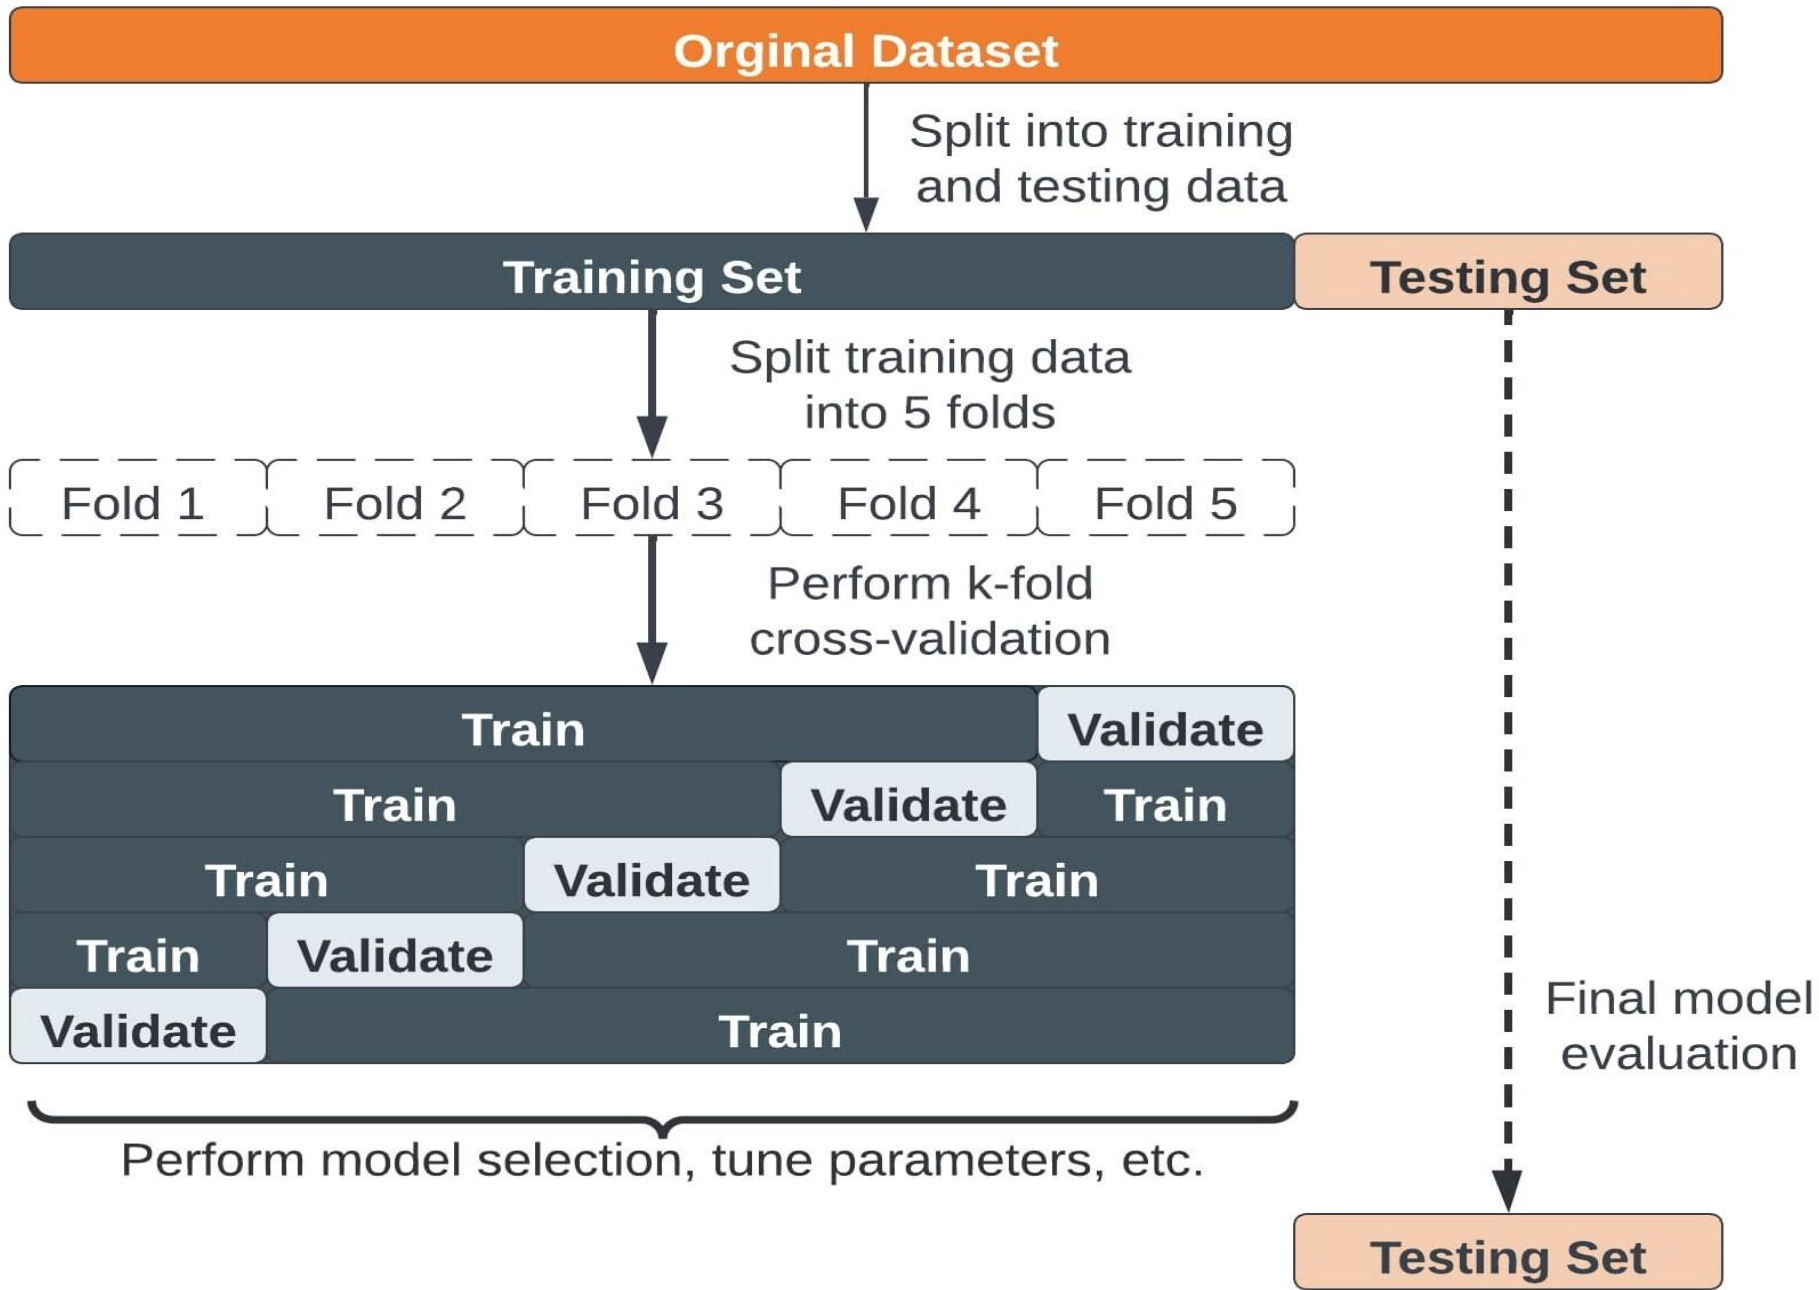 Orginal Dataset
Split into training
and testing data
Training Set
Testing Set
Split training data
into 5 folds
Fold 1
Fold 2
Fold 3
Fold 4
Fold 5
Perform k-fold
cross-validation
Train
Validate
Train
Validate
Train
Train
Validate
Train
Train
Validate
Train
Validate
Train
Final model
evaluation
Perform model selection, tune parameters, etc.
Testing Set